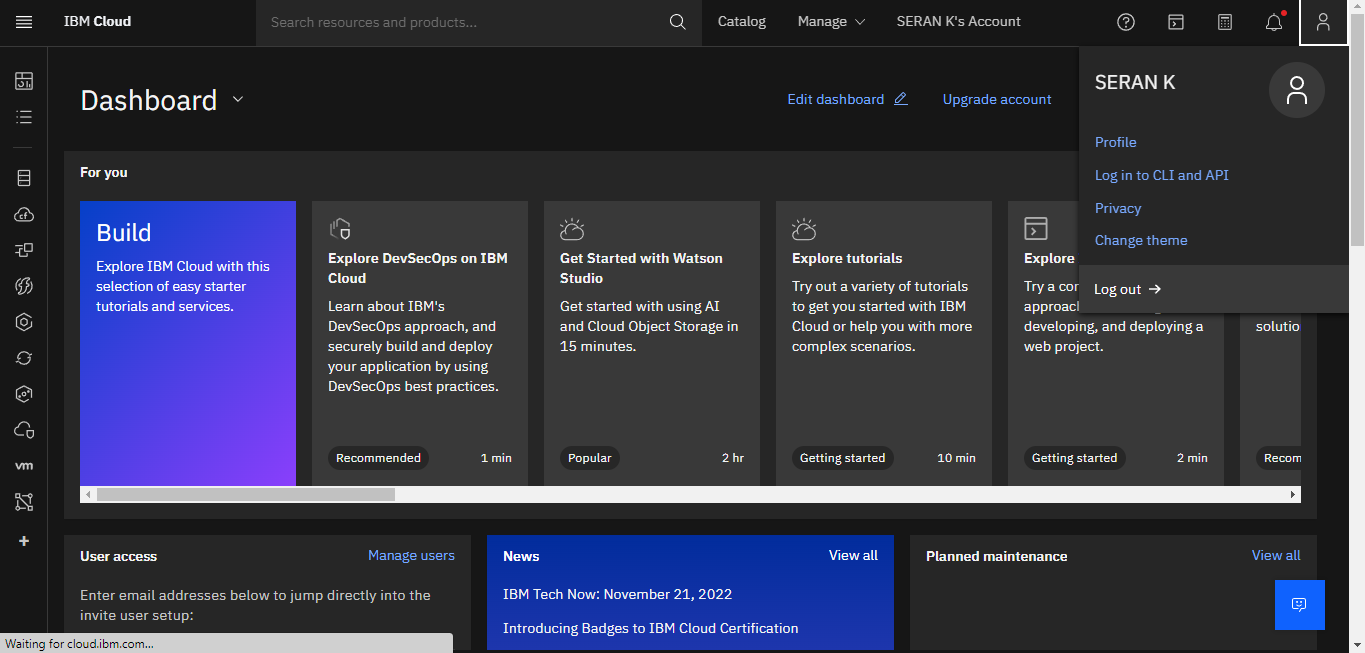 IBM Cloud
Search resources and products...
Catalog
Manage
SERAN K's Account
Dashboard
Edit dashboard
Upgrade account
SERAN K
Profile
Log in to CLI and API
Privacy
Change theme
Log out
For you
Build
Explore IBM Cloud with this
selection of easy starter
tutorials and services.
Explore DevSecOps on IBM
Cloud
Learn about IBM's
DevSecOps approach, and
securely build and deploy
your application by using
DevSecOps best practices.
Recommended
1 min
Get Started with Watson
Studio
Get started with using AI
and Cloud Object Storage in
15 minutes.
Popular
2 hr
Explore tutorials
Try out a variety of tutorials
to get you started with IBM
Cloud or help you with more
complex scenarios.
Getting started
10 min
Explore
Try a cor
approach
developing, and deploying a
web project.
Getting started
2 min
solutio
Recom
vm
User access
Manage users
Enter email addresses below to jump directly into the
invite user setup:
News
View all
IBM Tech Now: November 21, 2022
Introducing Badges to IBM Cloud Certification
Planned maintenance
View all
Waiting for cloud.ibm.com...